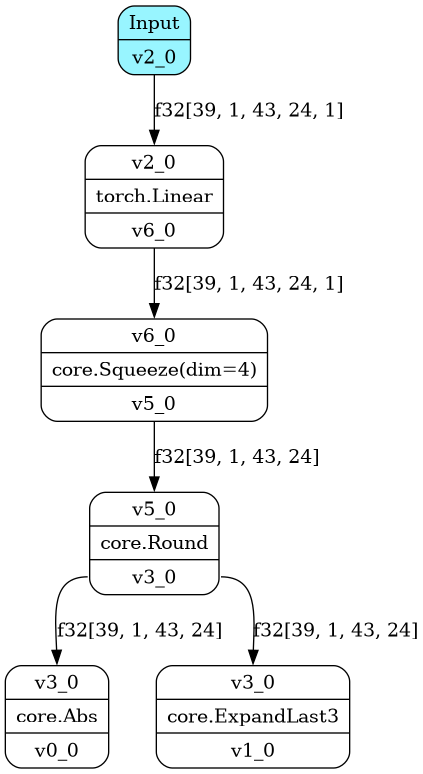 Input
v2_0
f32[39, 1, 43, 24, 1]
v2_0
torch.Linear
v6_0
f32[39, 1, 43, 24, 1]
v6_0
core.Squeeze(dim=4)
v5_0
f32[39, 1, 43, 24]
v5_0
core.Round
v3_0
f32[39, 1, 43, 24]
f32[39, 1, 43, 24]
v3_0
core.Abs
v0_0
v3_0
core.ExpandLast3
v1_0